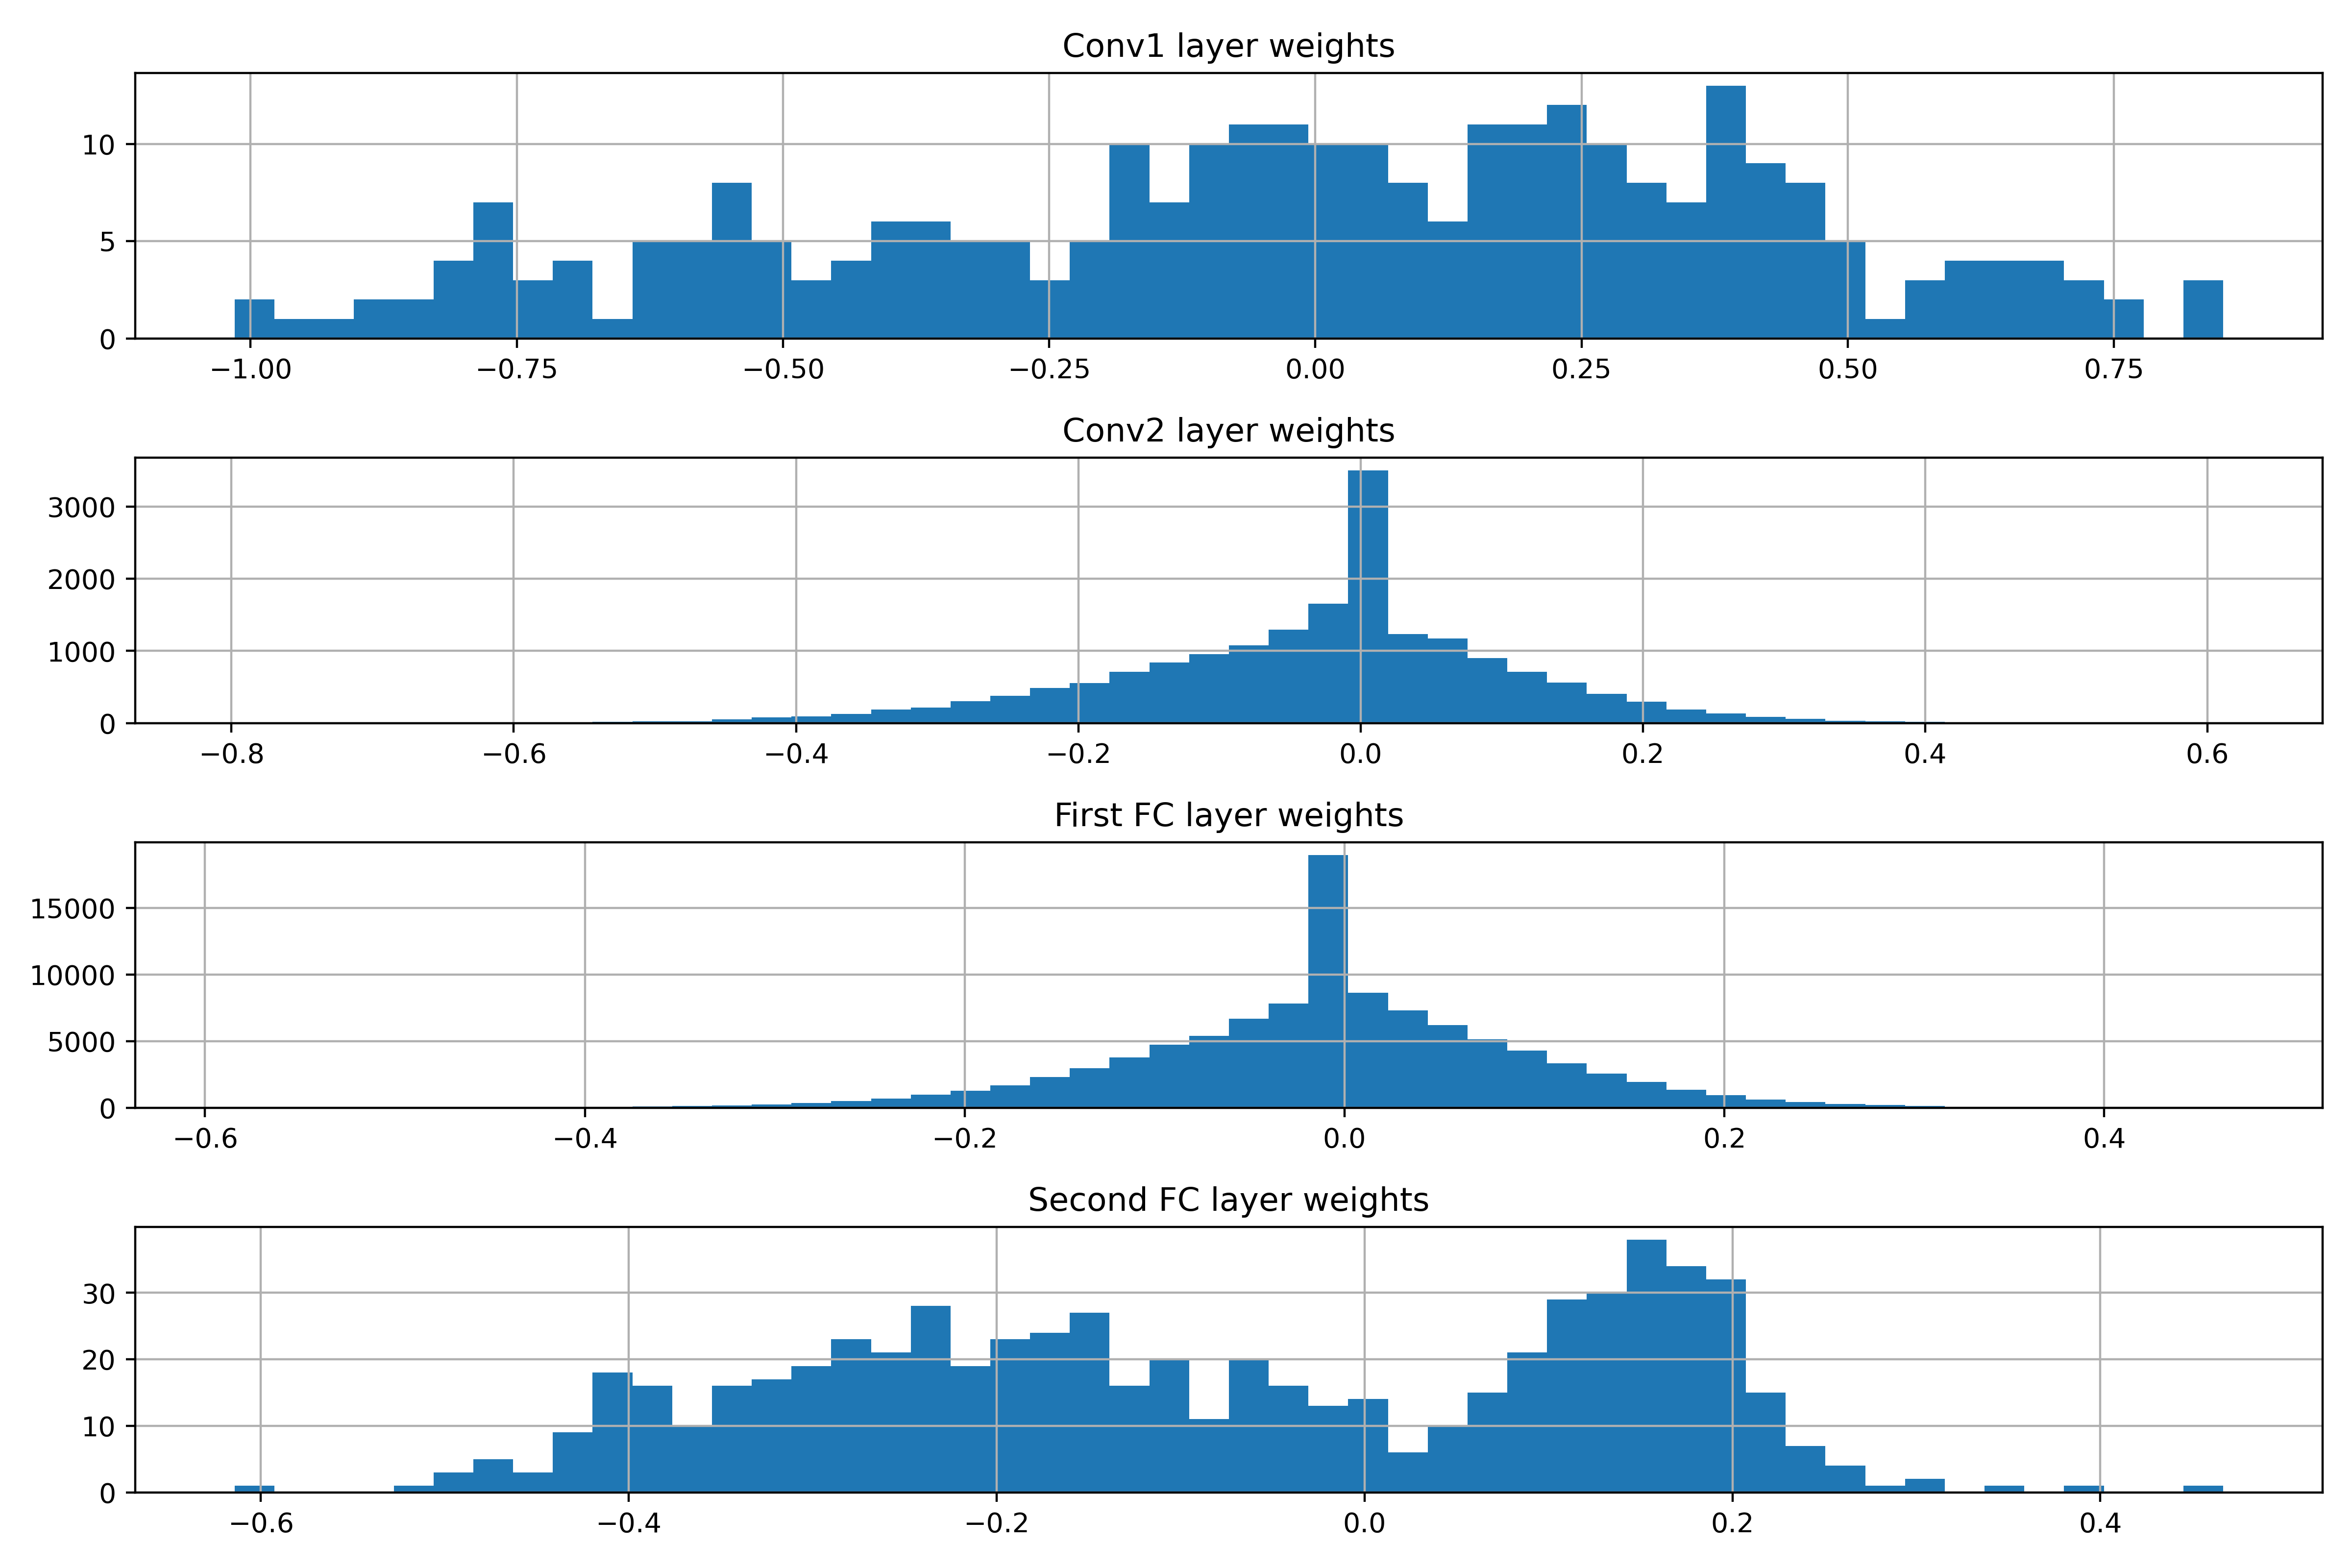 Conv1 layer weights
10
5
0
−1.00 −0.75 −0.50 −0.25 0.00 0.25 0.50 0.75
Conv2 layer weights
3000
2000
1000
0
−0.8 −0.6 −0.4 −0.2 0.0 0.2 0.4 0.6
First FC layer weights
15000
10000
5000
0
−0.6 −0.4 −0.2 0.0 0.2 0.4
Second FC layer weights
30
20
10
0
−0.6 −0.4 −0.2 0.0 0.2 0.4